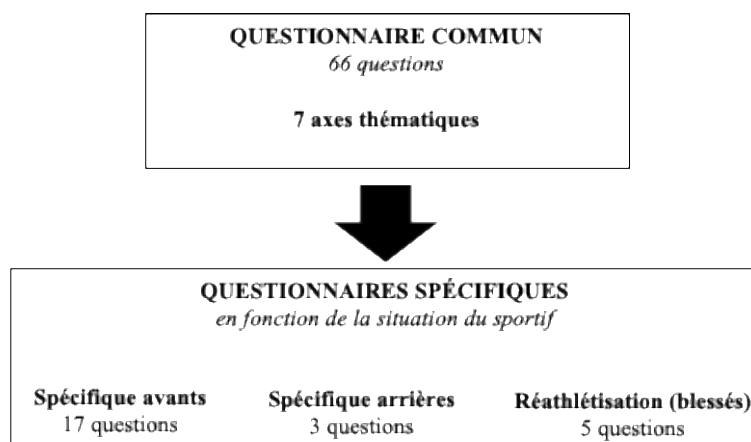 QUESTIONNAIRE COMMUN
66 questions
7 axes thématiques
QUESTIONNAIRES SPÉCIFIQUES
en fonction de la situation du sportif
Spécifique avants
17 questions
Spécifique arrières
3 questions
Réathlétisation (blessés)
5 questions